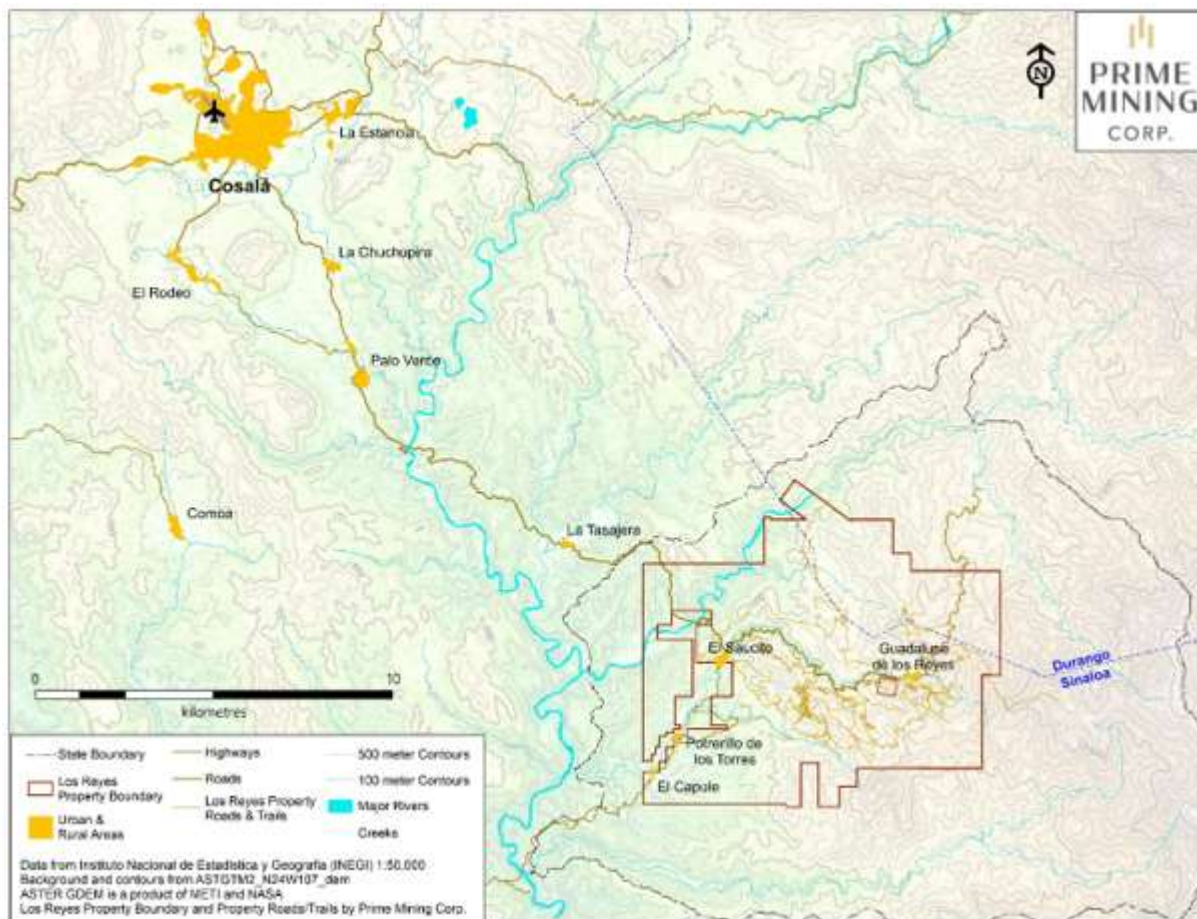 PRIME
MINING
CORP.
N
La Estancia
Cosalá
La Chuchupira
El Rodeo
Palo Verde
Comoa
La Tasajera
El Saucito
Guadalupe
de los Reyes
Durango
Sinaloa
Potrerillo de
los Torres
El Capule
0
10
kilometres
State Boundary
Los Reyes
Property Boundary
Urban &
Rural Areas
Highways
Roads
Los Reyes Property
Roads & Trails
500 meter Contours
100 meter Contours
Major Rivers
Creeks
Data from Instituto Nacional de Estadística y Geografía (INEGI) 1:50,000
Background and contours from ASTGTM2_N24W107_dem
ASTER GDEM is a product of METI and NASA
Los Reyes Property Boundary and Property Roads/Trails by Prime Mining Corp.